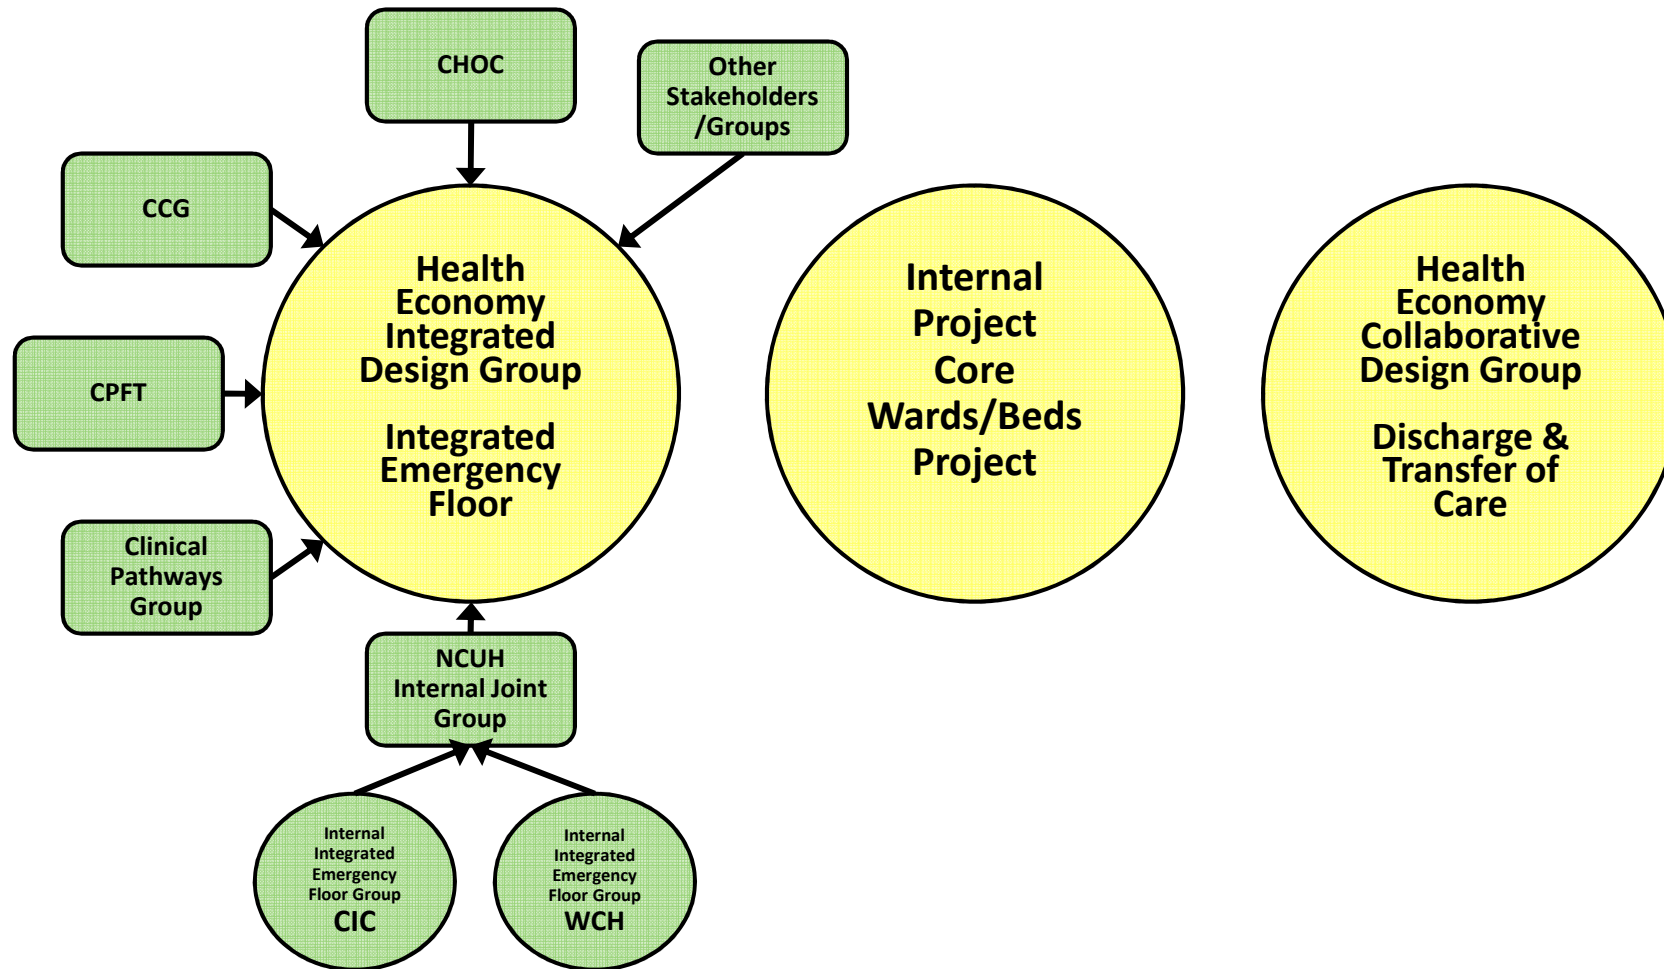 CHOC
Other
Stakeholders
/Groups
CCG
CPFT
Clinical
Pathways
Group
Health
Economy
Integrated
Design Group
Integrated
Emergency
Floor
Internal
Project
Core
Wards/Beds
Project
Health
Economy
Collaborative
Design Group
Discharge &
Transfer of
Care
NCUH
Internal Joint
Group
Internal
Integrated
Emergency
Floor Group
CIC
Internal
Integrated
Emergency
Floor Group
WCH